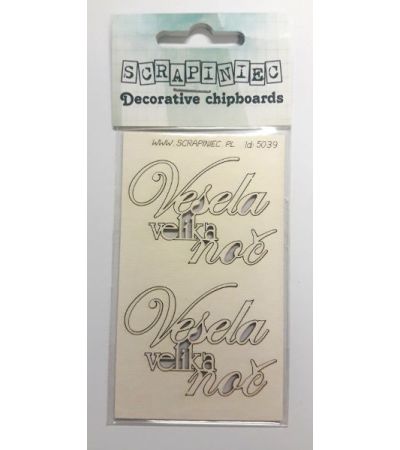 SCRAPINIEC
Decorative chipboards
WWW.SCRAPINIEC.PL Id: 5039
Vesela
velika
noč
Vesela
velika
noč